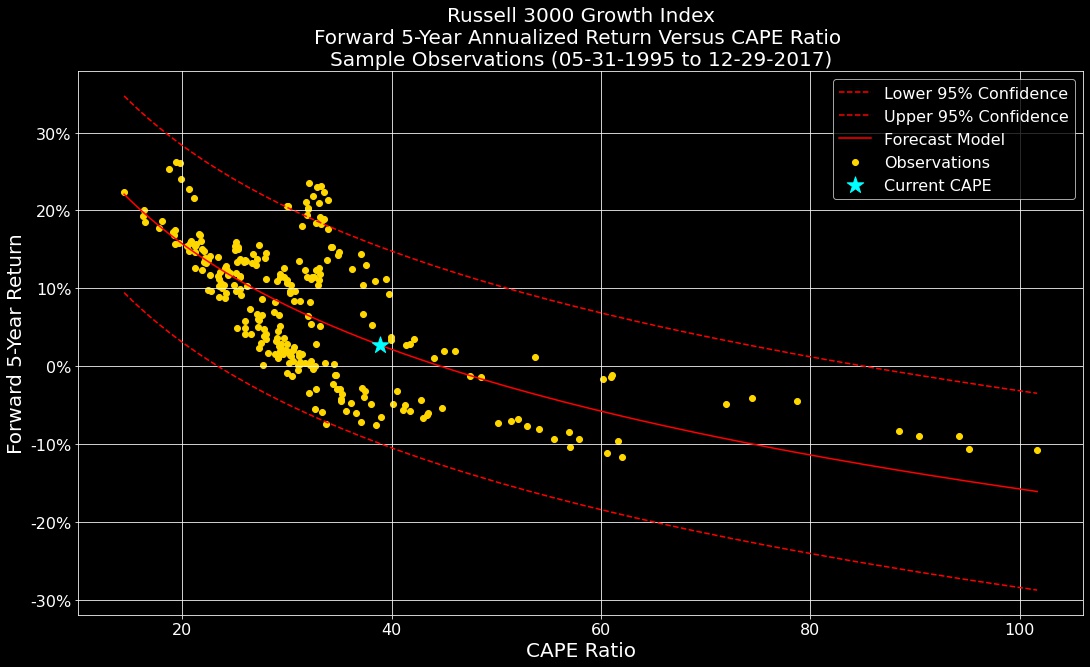 Russell 3000 Growth Index
Forward 5-Year Annualized Return Versus CAPE Ratio
Sample Observations (05-31-1995 to 12-29-2017)
Lower 95% Confidence
Upper 95% Confidence
Forecast Model
Observations
Current CAPE
Forward 5-Year Return
30%
20%
10%
0%
-10%
-20%
-30%
20 40 60 80 100
CAPE Ratio